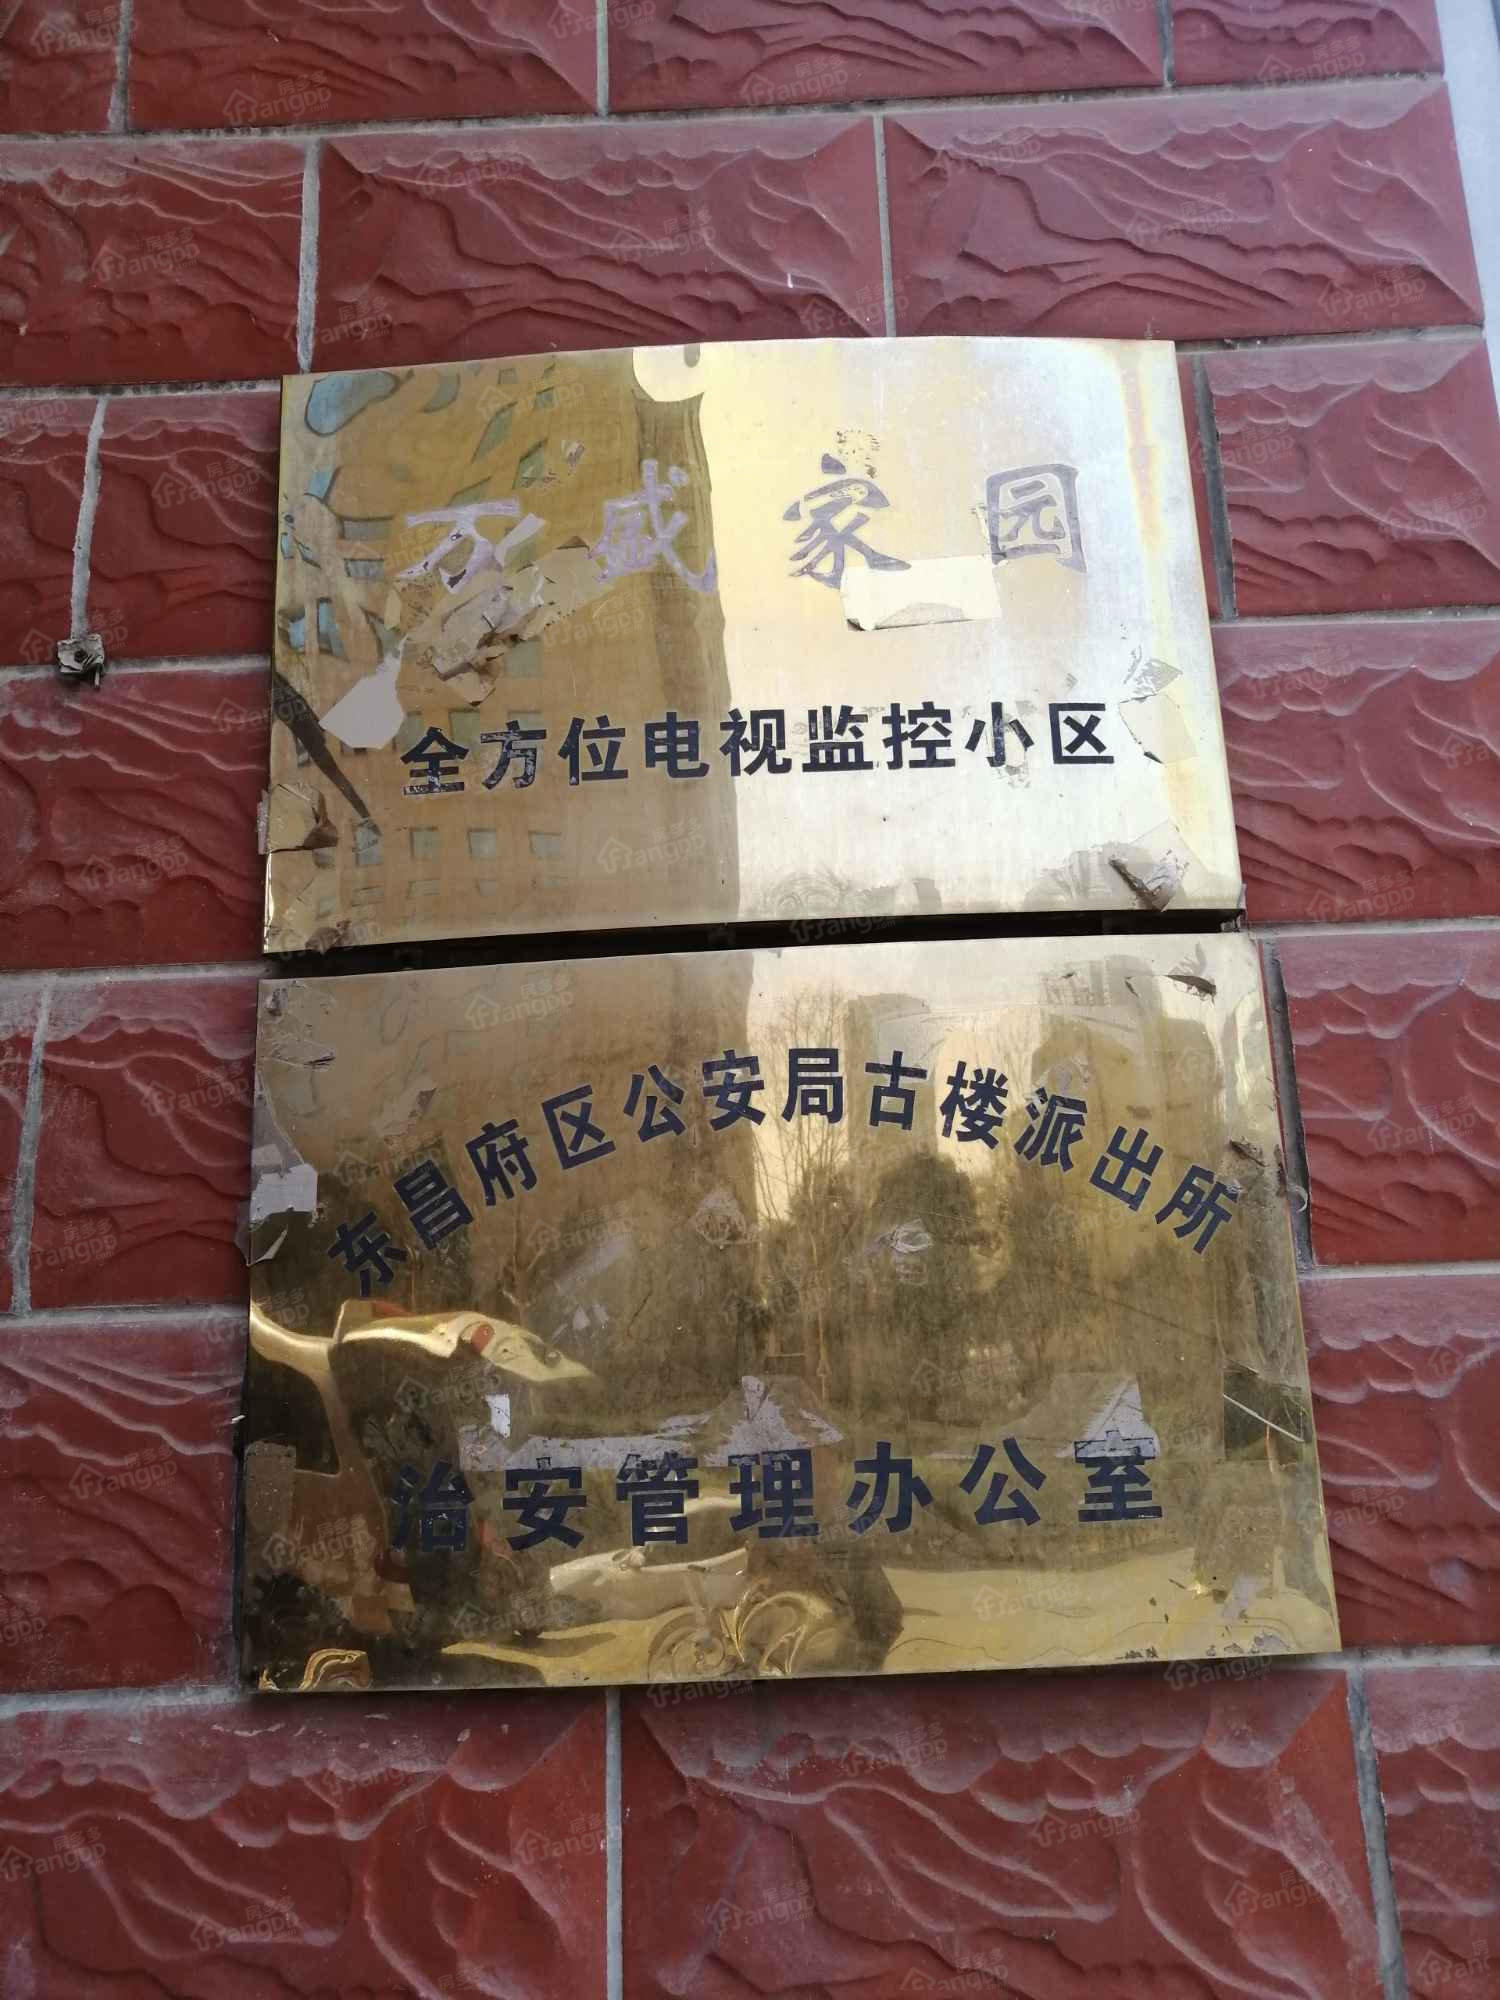 盛家园
全方位电视监控小区
东昌府区公安局古楼派出所
治安管理办公室